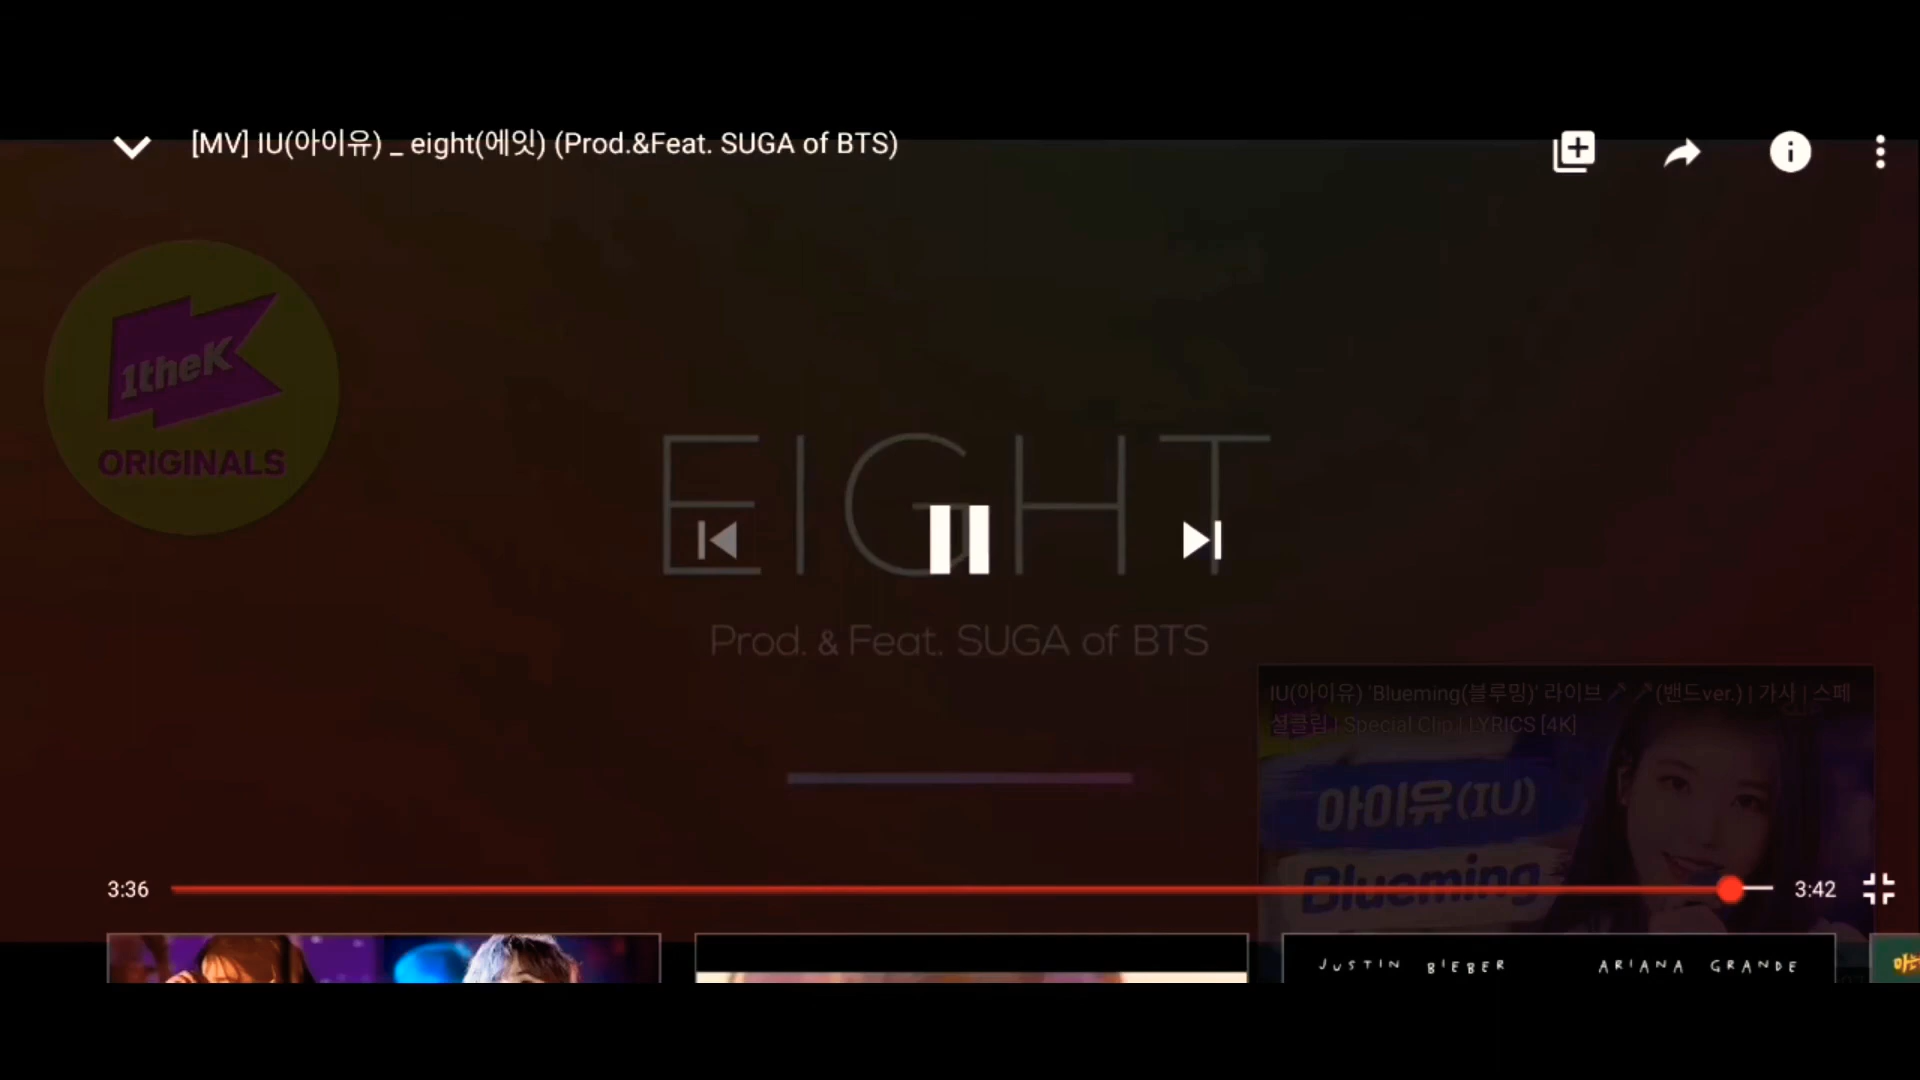 [MV] IU(아이유) _ eight(에잇) (Prod.&Feat. SUGA of BTS)
1theK
ORIGINALS
EIGHT
Prod. & Feat. SUGA of BTS
IU(아이유) 'Blueming(블루밍)' 라이브🎤🎤(밴드ver.) | 가사 | 스페
셜클립 | Special Clip | LYRICS [4K]
아이유(IU)
Blueming
3:36
3:42
JUSTIN BIEBER
ARIANA GRANDE